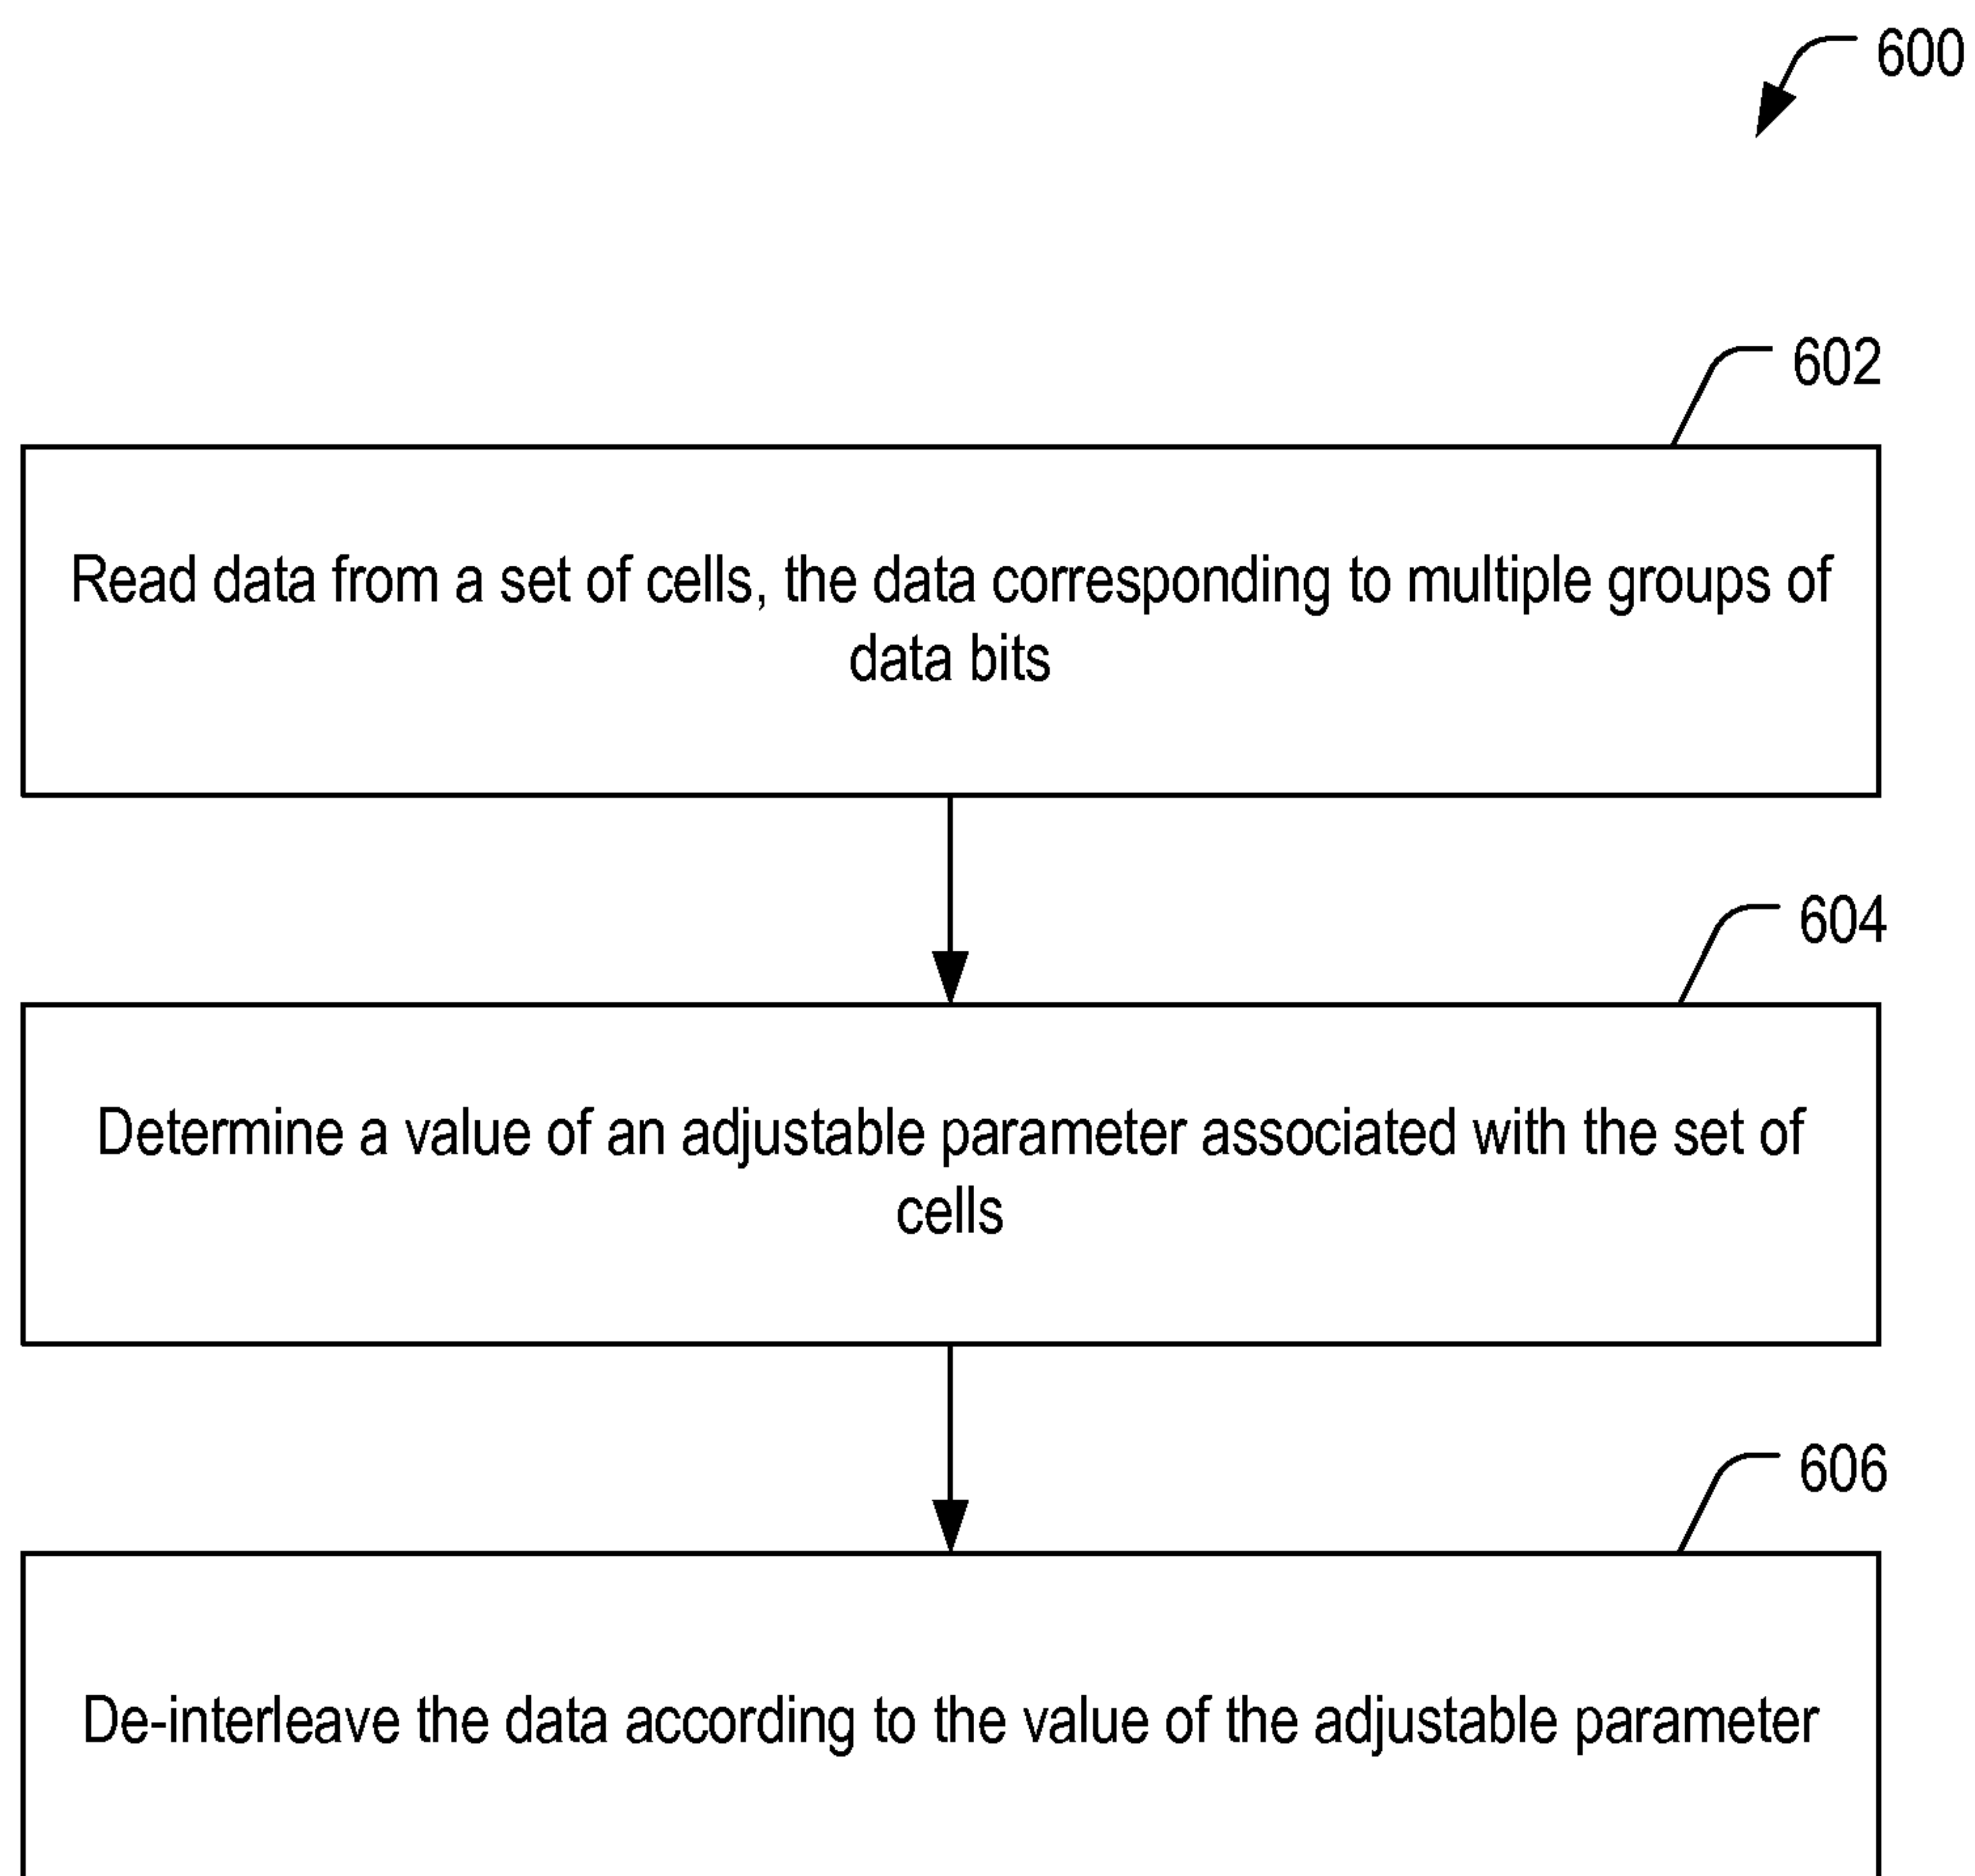 600
602
Read data from a set of cells, the data corresponding to multiple groups of
data bits
604
Determine a value of an adjustable parameter associated with the set of
cells
606
De-interleave the data according to the value of the adjustable parameter